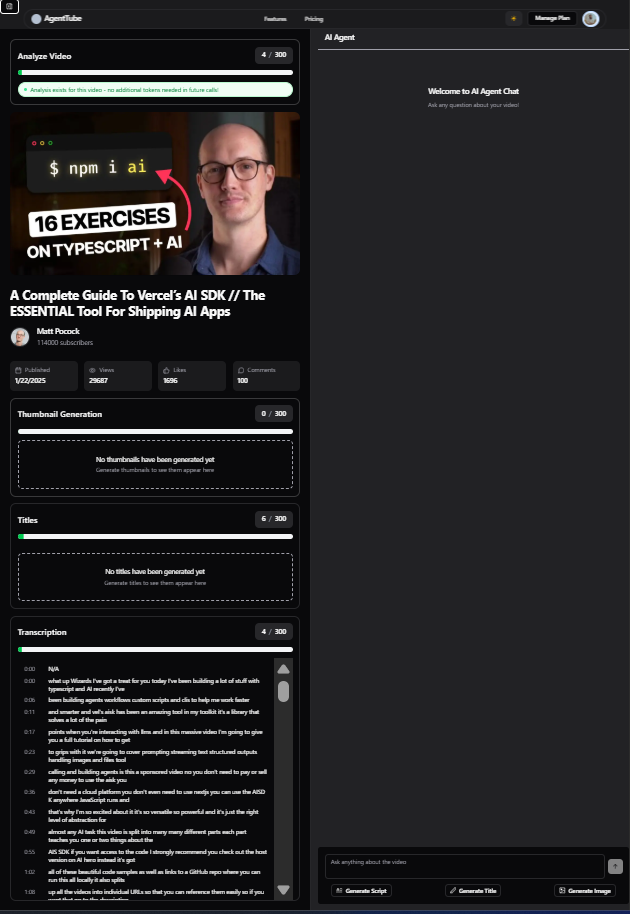 AgentTube
Features
Pricing
Manage Plan
Analyze Video
4 / 300
Analysis exists for this video - no additional tokens needed in future calls!
$ npm i ai
16 EXERCISES
ON TYPESCRIPT + AI
A Complete Guide To Vercel's AI SDK // The
ESSENTIAL Tool For Shipping AI Apps
Matt Pocock
114000 subscribers
Published
1/22/2025
Views
29687
Likes
1696
Comments
100
Thumbnail Generation
0 / 300
No thumbnails have been generated yet
Generate thumbnails to see them appear here
Titles
6 / 300
No titles have been generated yet
Generate titles to see them appear here
Transcription
4 / 300
0:00 N/A
0:00 what up Wizards I've got a treat for you today I've been building a lot of stuff with
typescript and AI recently I've
0:06 been building agents workflows custom scripts and clis to help me work faster
0:11 and smarter and vel's aisk has been an amazing tool in my toolkit it's a library that
solves a lot of the pain
0:17 points when you're interacting with llms and in this massive video I'm going to give
you a full tutorial on how to get
0:23 to grips with it we're going to cover prompting streaming text structured outputs
handling images and files tool
0:29 calling and building agents is this a sponsored video no you don't need to pay or sell
any money to use the aisk you
0:36 don't need a cloud platform you don't even need to use nextjs you can use the AISD
K anywhere JavaScript runs and
0:43 that's why I'm so excited about it it's so versatile so powerful and it's just the right
level of abstraction for
0:49 almost any AI task this video is split into many many different parts each part
teaches you one or two things about the
0:55 AIS SDK if you want to access the code I strongly recommend you check out the host
version on AI hero instead it's got
1:02 all of these beautiful code samples as well as links to a GitHub repo where you can
run this all locally it also splits
1:08 up all the videos into individual URLs so that you can reference them easily so if you
want that go to the description
AI Agent
Welcome to AI Agent Chat
Ask any question about your video!
Ask anything about the video
Generate Script
Generate Title
Generate Image